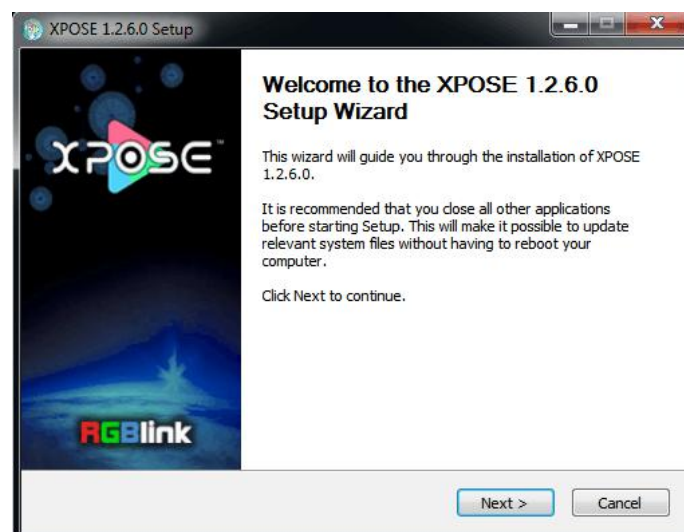 XPOSE 1.2.6.0 Setup
XPOSE™
RGBlink
Welcome to the XPOSE 1.2.6.0
Setup Wizard
This wizard will guide you through the installation of XPOSE
1.2.6.0.
It is recommended that you close all other applications
before starting Setup. This will make it possible to update
relevant system files without having to reboot your
computer.
Click Next to continue.
Next >
Cancel